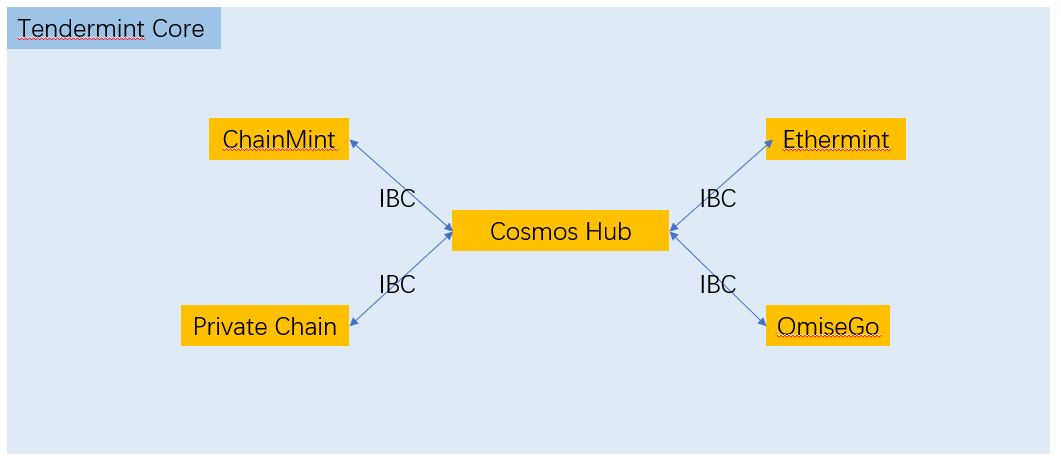 Tendermint Core
ChainMint
Ethermint
IBC
IBC
Cosmos Hub
IBC
IBC
Private Chain
OmiseGo